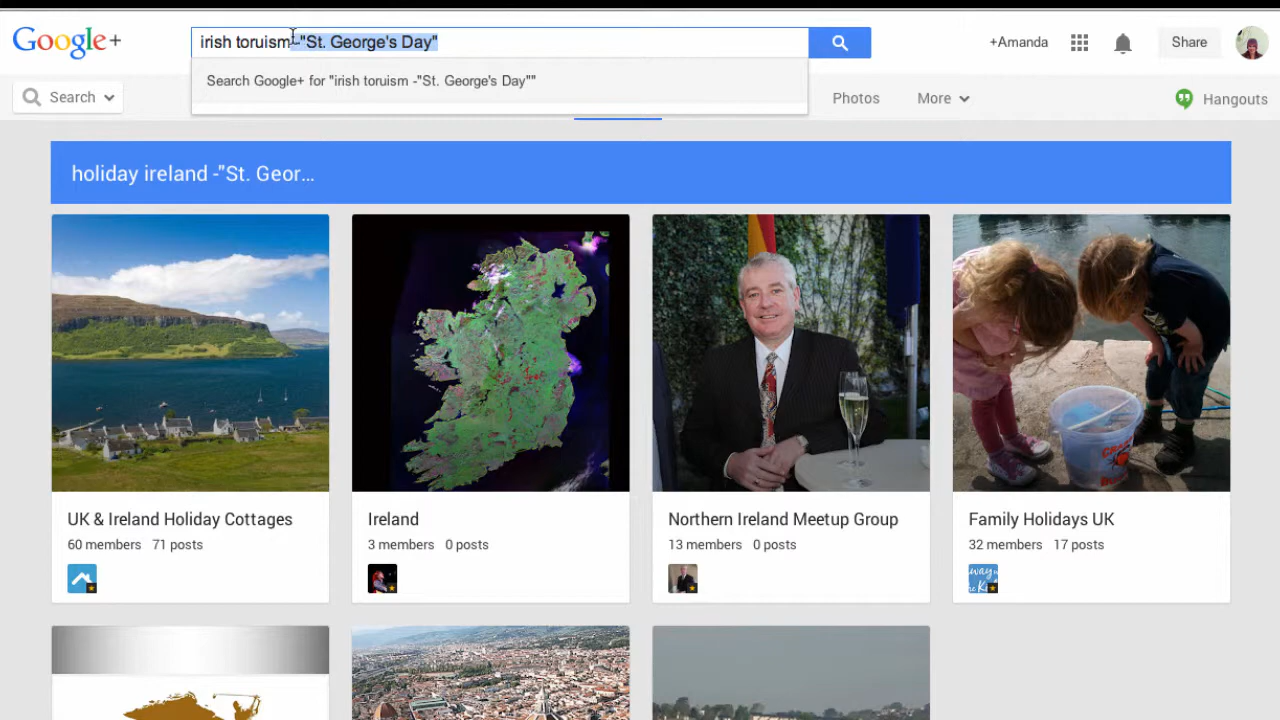 Google+
irish toruism -"St. George's Day"
+Amanda
Share
Search Google+ for "irish toruism -"St. George's Day""
Search
Photos
More
Hangouts
holiday ireland -"St. Geor...
UK & Ireland Holiday Cottages
60 members 71 posts
Ireland
3 members 0 posts
Northern Ireland Meetup Group
13 members 0 posts
Family Holidays UK
32 members 17 posts